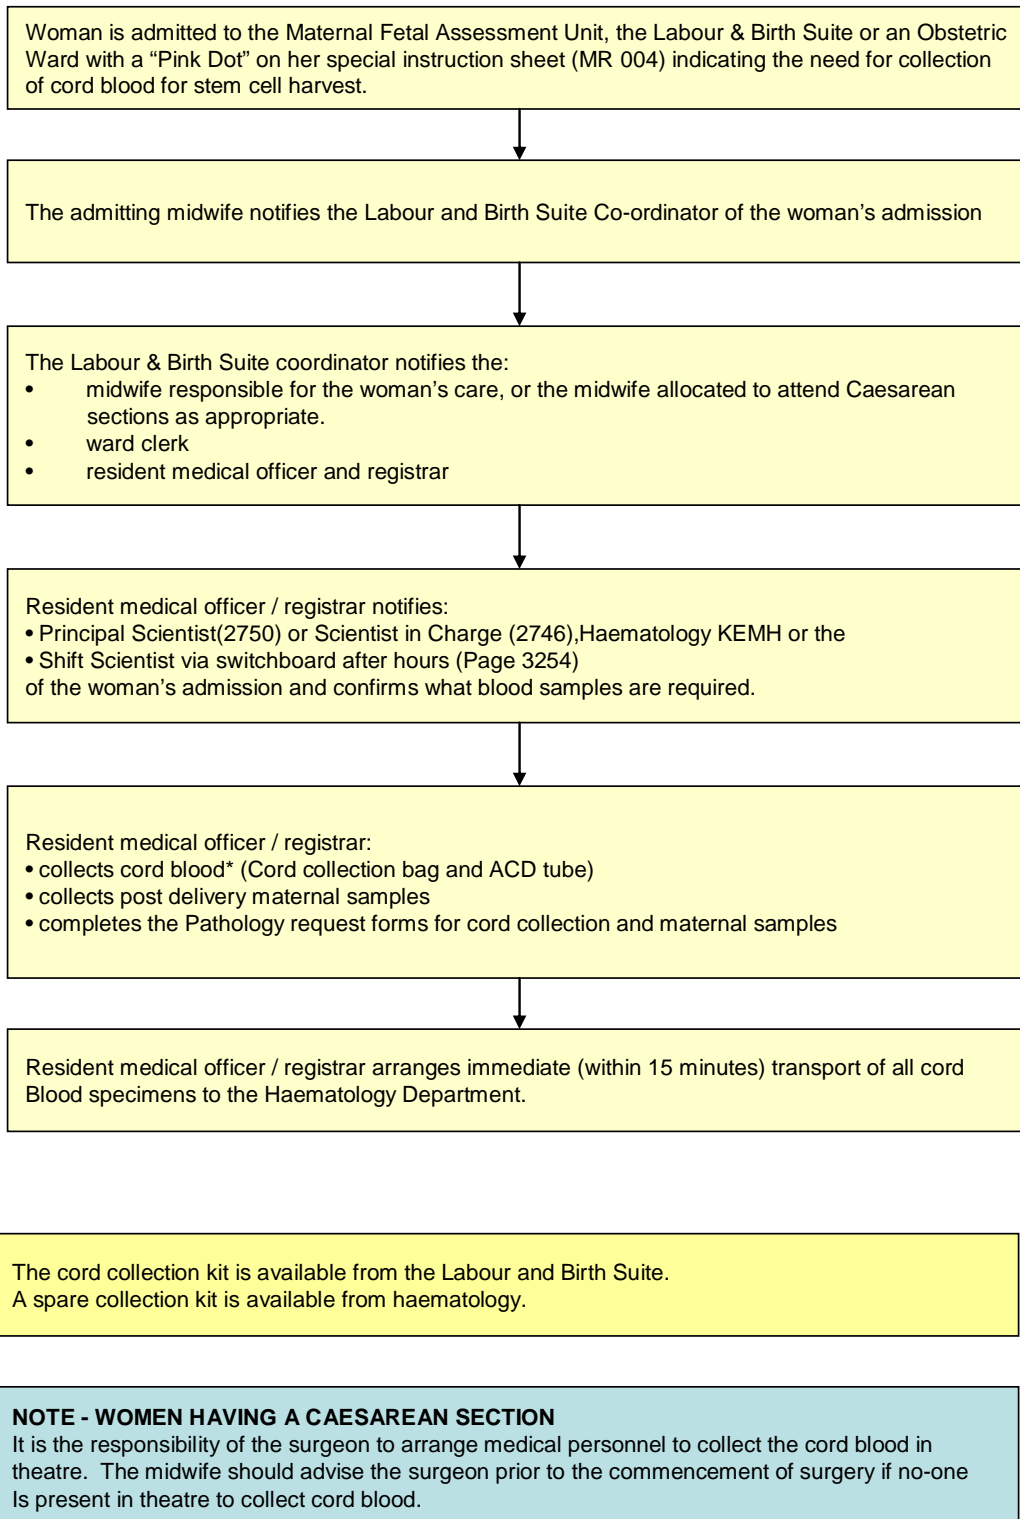 Woman is admitted to the Maternal Fetal Assessment Unit, the Labour & Birth Suite or an Obstetric
Ward with a “Pink Dot” on her special instruction sheet (MR 004) indicating the need for collection
of cord blood for stem cell harvest.
The admitting midwife notifies the Labour and Birth Suite Co-ordinator of the woman’s admission
The Labour & Birth Suite coordinator notifies the:
• midwife responsible for the woman’s care, or the midwife allocated to attend Caesarean
sections as appropriate.
• ward clerk
• resident medical officer and registrar
Resident medical officer / registrar notifies:
• Principal Scientist(2750) or Scientist in Charge (2746),Haematology KEMH or the
• Shift Scientist via switchboard after hours (Page 3254)
of the woman’s admission and confirms what blood samples are required.
Resident medical officer / registrar:
• collects cord blood* (Cord collection bag and ACD tube)
• collects post delivery maternal samples
• completes the Pathology request forms for cord collection and maternal samples
Resident medical officer / registrar arranges immediate (within 15 minutes) transport of all cord
Blood specimens to the Haematology Department.
The cord collection kit is available from the Labour and Birth Suite.
A spare collection kit is available from haematology.
NOTE - WOMEN HAVING A CAESAREAN SECTION
It is the responsibility of the surgeon to arrange medical personnel to collect the cord blood in
theatre. The midwife should advise the surgeon prior to the commencement of surgery if no-one
Is present in theatre to collect cord blood.